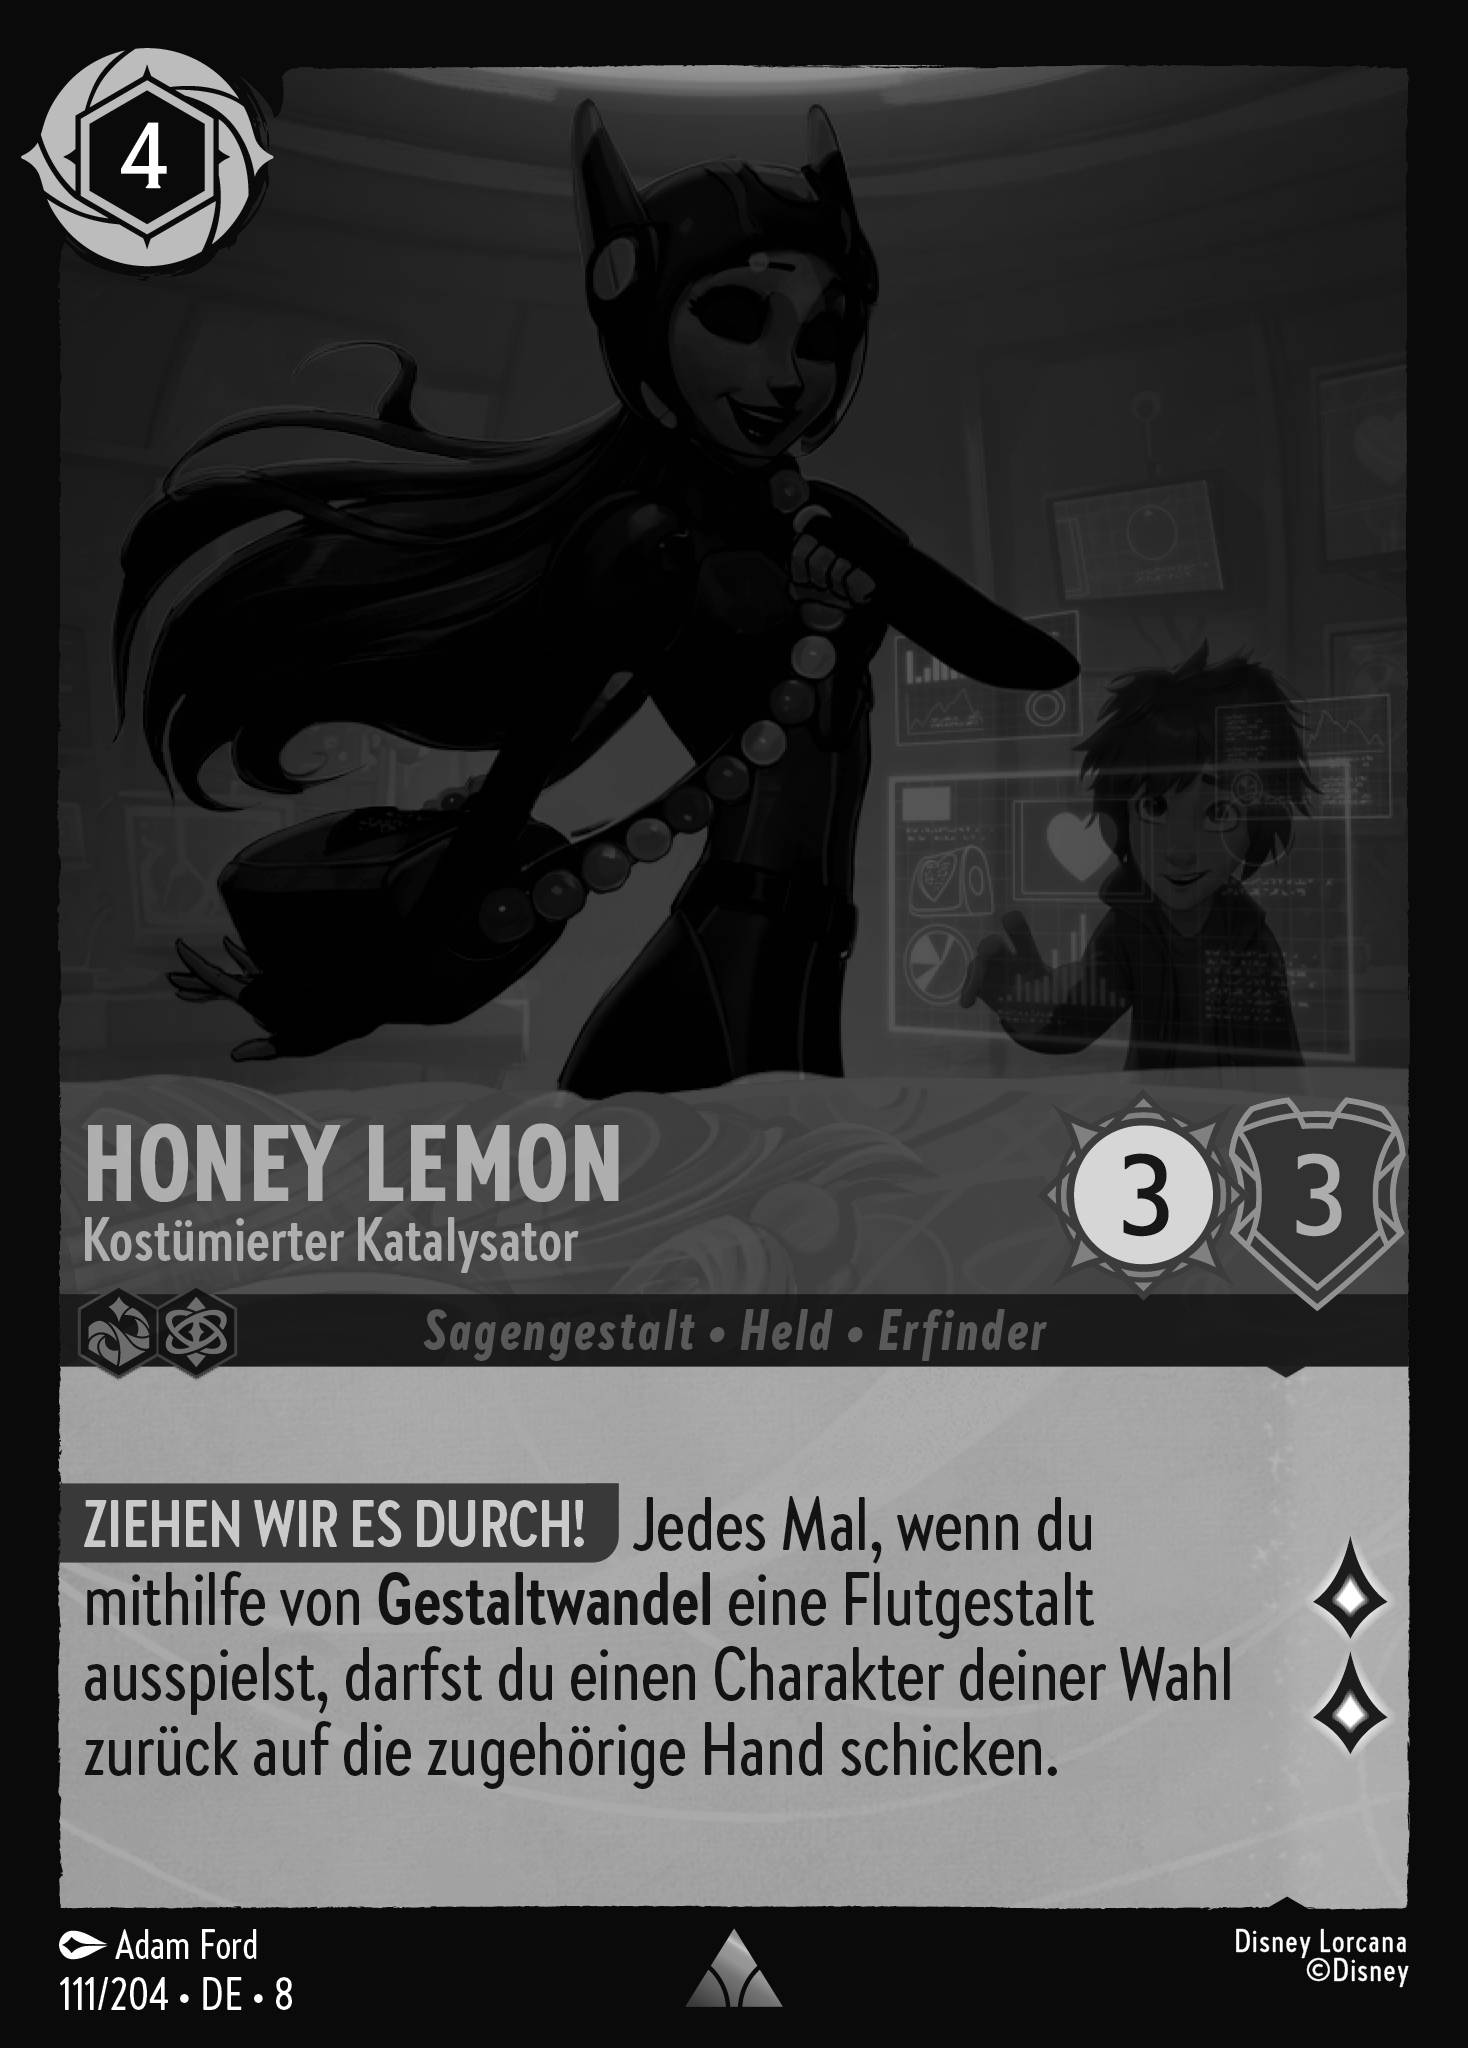 4
HONEY LEMON
Kostümierter Katalysator
3
3
Sagengestalt • Held • Erfinder
ZIEHEN WIR ES DURCH! Jedes Mal, wenn du
mithilfe von Gestaltwandel eine Flutgestalt
ausspielst, darfst du einen Charakter deiner Wahl
zurück auf die zugehörige Hand schicken.
Adam Ford
111/204 • DE • 8
Disney Lorcana
©Disney